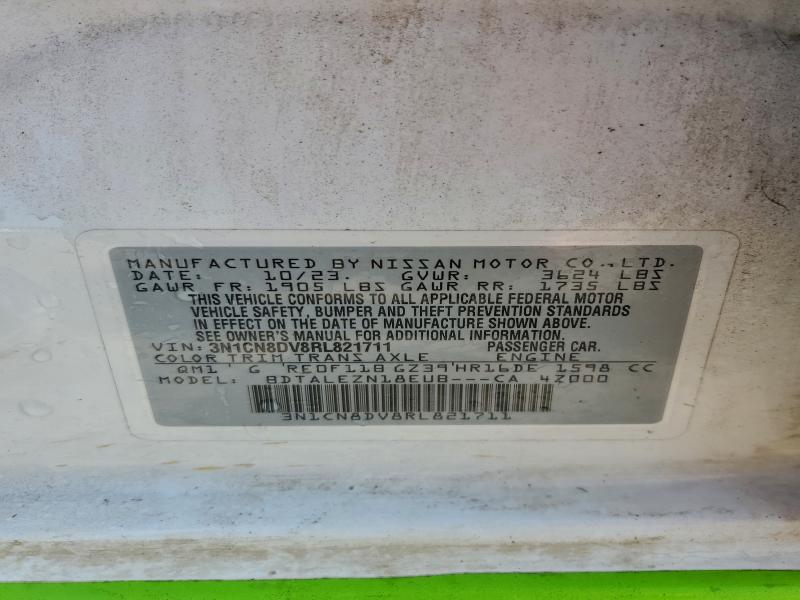 MANUFACTURED BY NISSAN MOTOR CO., LTD.
DATE: 10/23. GVWR: 3624 LBS
GAWR FR: 1905 LBS GAWR RR: 1735 LBS
THIS VEHICLE CONFORMS TO ALL APPLICABLE FEDERAL MOTOR
VEHICLE SAFETY, BUMPER AND THEFT PREVENTION STANDARDS
IN EFFECT ON THE DATE OF MANUFACTURE SHOWN ABOVE.
SEE OWNER'S MANUAL FOR ADDITIONAL INFORMATION.
VIN: 3N1CN8DV8RL821711 PASSENGER CAR.
COLOR TRIM TRANS AXLE ENGINE
QM1 G RE0F11B GZ39 HR16DE 1598 CC
MODEL: BDTALEZN18EUB---CA 4Z000
3N1CN8DV8RL821711